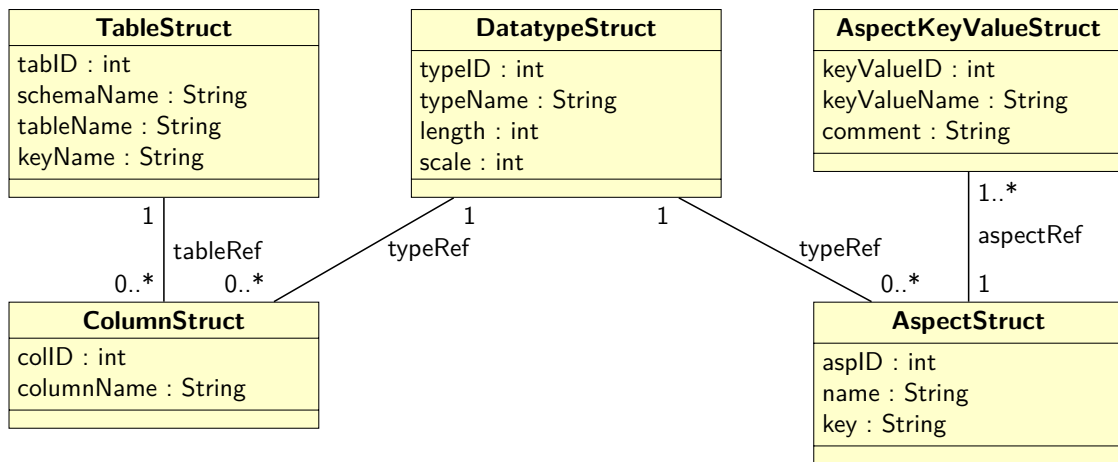 TableStruct
tabID : int
schemaName : String
tableName : String
keyName : String
DatatypeStruct
typeID : int
typeName : String
length : int
scale : int
AspectKeyValueStruct
keyValueID : int
keyValueName : String
comment : String
1
tableRef
0..*
1
typeRef
0..*
1
typeRef
0..*
1..*
aspectRef
1
ColumnStruct
colID : int
columnName : String
AspectStruct
aspID : int
name : String
key : String